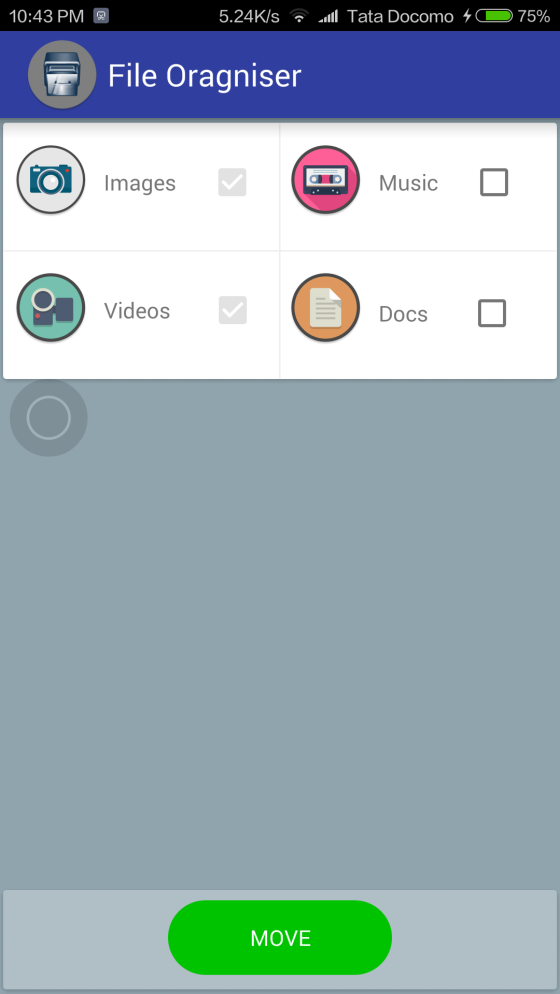 10:43 PM 5.24K/s Tata Docomo 75%
File Oragniser
Images Music
Videos Docs
MOVE